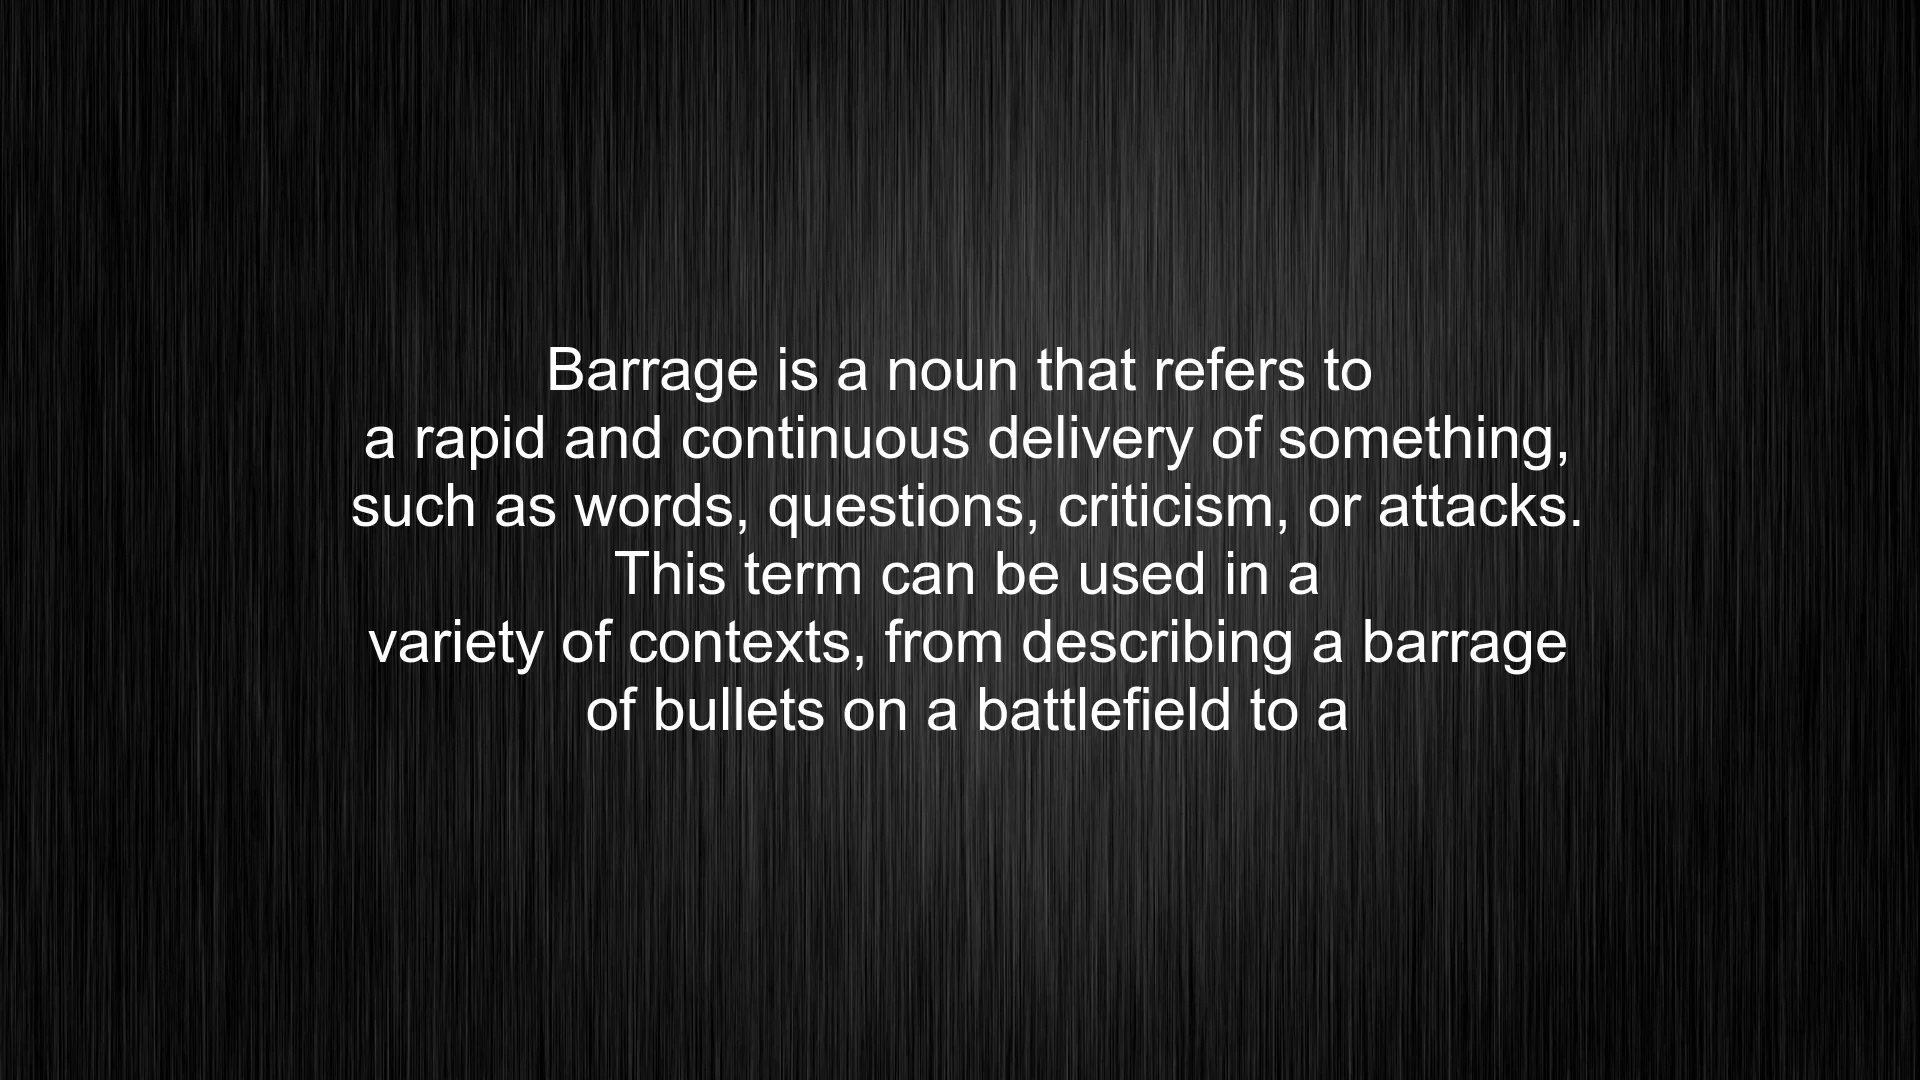 Barrage is a noun that refers to
a rapid and continuous delivery of something,
such as words, questions, criticism, or attacks.
This term can be used in a
variety of contexts, from describing a barrage
of bullets on a battlefield to a